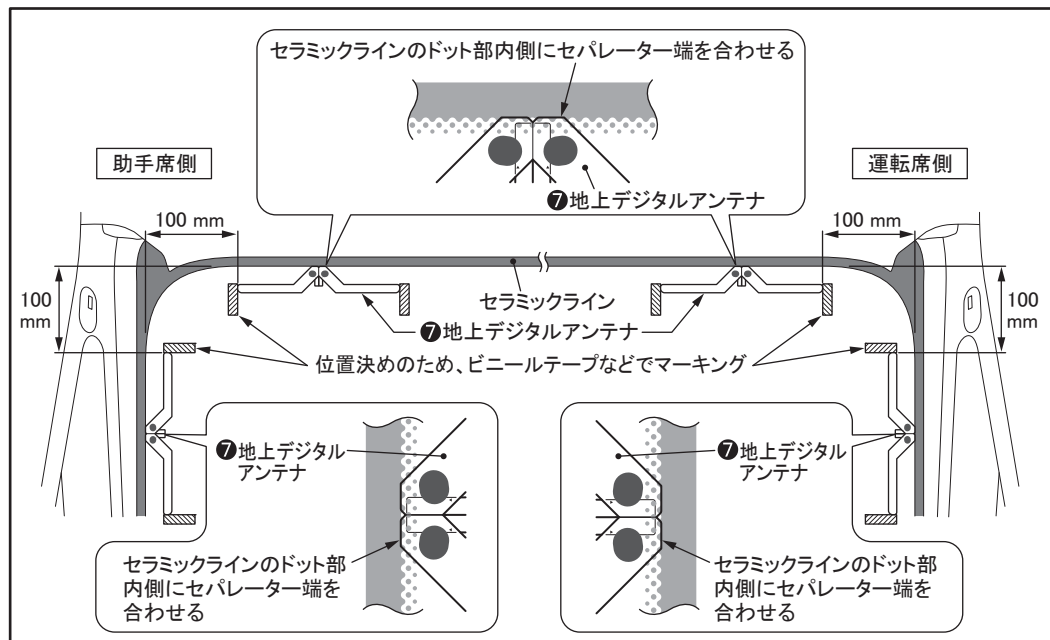 セラミックラインのドット部内側にセパレーター端を合わせる
❼地上デジタルアンテナ
助手席側
運転席側
100 mm
100 mm
100
mm
100
mm
セラミックライン
❼地上デジタルアンテナ
位置決めのため、ビニールテープなどでマーキング
❼地上デジタル
アンテナ
セラミックラインのドット部
内側にセパレーター端を
合わせる
❼地上デジタル
アンテナ
セラミックラインのドット部
内側にセパレーター端を
合わせる